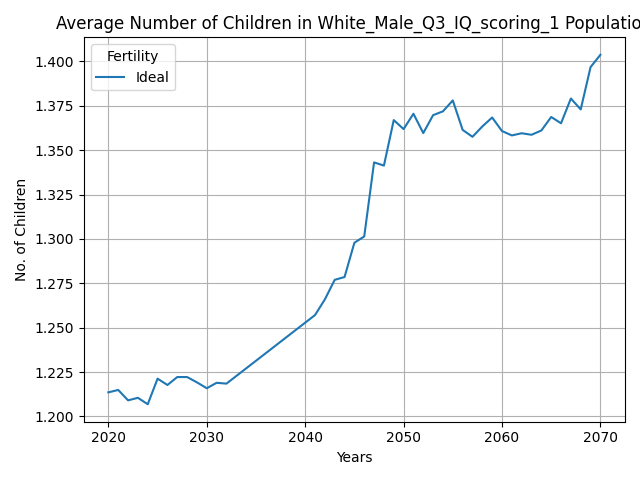 Average Number of Children in White_Male_Q3_IQ_scoring_1 Populatio
Fertility
Ideal
No. of Children
1.400
1.375
1.350
1.325
1.300
1.275
1.250
1.225
1.200
2020 2030 2040 2050 2060 2070
Years